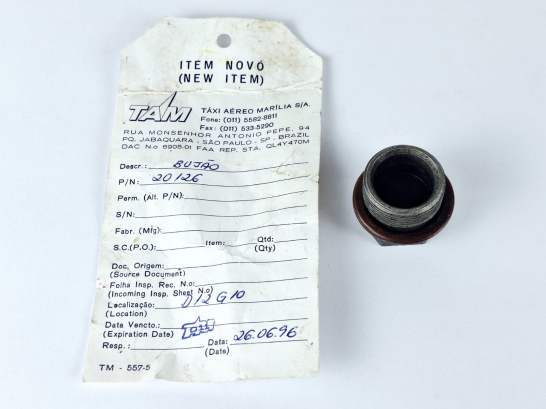 ITEM NOVO
(NEW ITEM)
TAM
TÁXI AÉREO MARÍLIA S/A.
Fone: (011) 5582-8811
Fax: (011) 533-5290
RUA MONSENHOR ANTONIO PEPE, 94
PQ. JABAQUARA - SÃO PAULO - SP - BRAZIL
DAC N.o 6905-01 FAA REP. STA. QL4Y470M
Descr.: BUJÃO
P/N: 20126
Perm. (Alt. P/N):
S/N:
Fabr. (Mfg):
S.C.(P.O.): Item: Qtd:
(Qty)
Doc. Origem:
(Source Document)
Folha Insp. Rec. N.o:
(Incoming Insp. Sheet N.o)
Localização: D12G10
(Location)
Data Vencto.:
(Expiration Date)
Resp.: Data: 26.06.96
(Date)
TM - 557-5